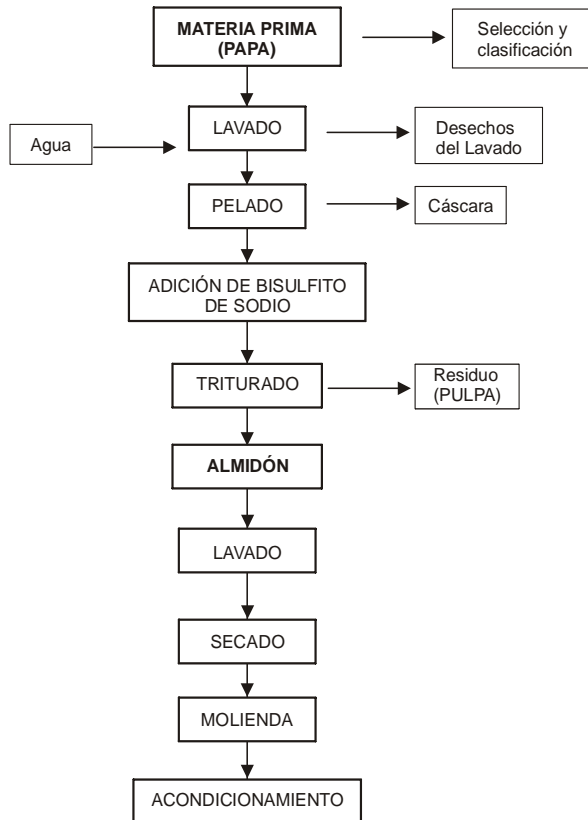 MATERIA PRIMA
(PAPA)
Selección y
clasificación
LAVADO
Agua
Desechos
del Lavado
PELADO
Cáscara
ADICIÓN DE BISULFITO
DE SODIO
TRITURADO
Residuo
(PULPA)
ALMIDÓN
LAVADO
SECADO
MOLIENDA
ACONDICIONAMIENTO